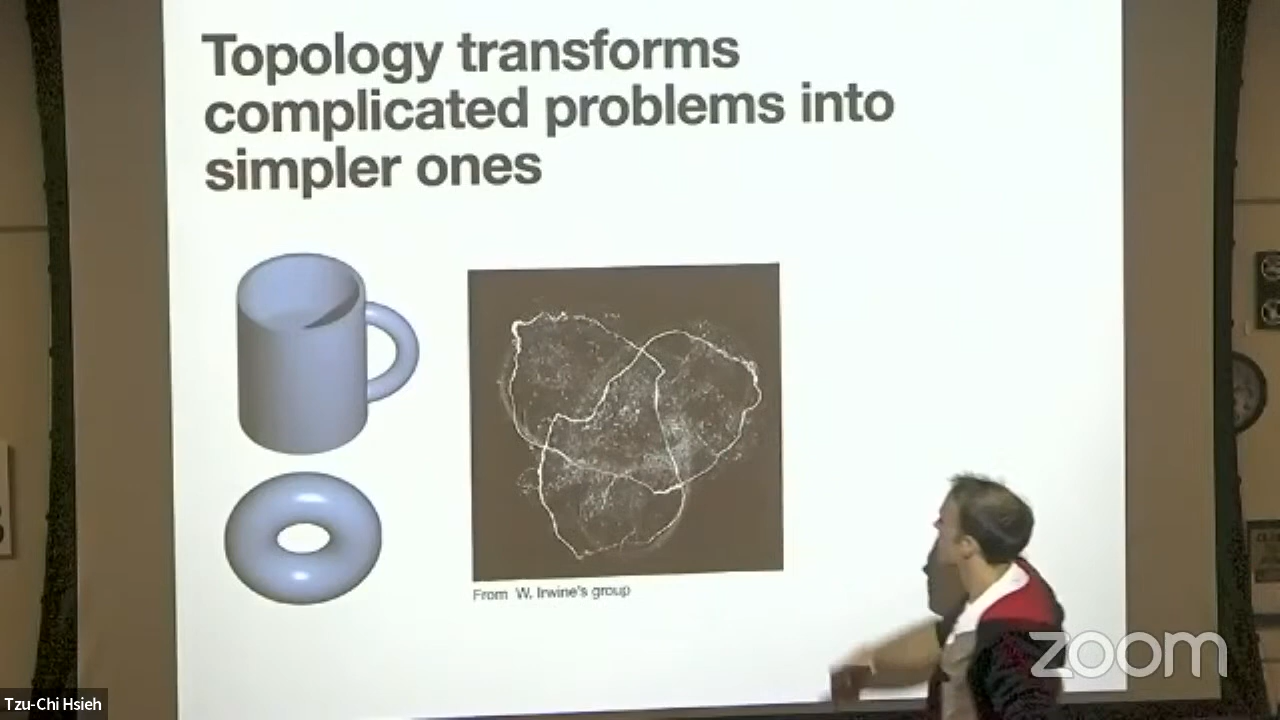 Topology transforms
complicated problems into
simpler ones
From W. Irwine's group
zoom
Tzu-Chi Hsieh